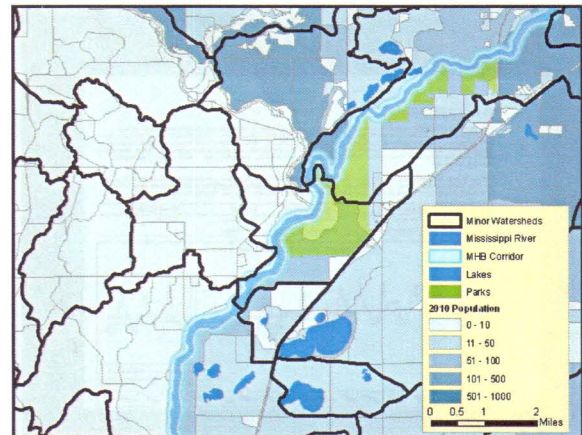 Minor Watersheds
Mississippi River
MHB Corridor
Lakes
Parks
2010 Population
0 - 10
11 - 50
51 - 100
101 - 500
501 - 1000
0 0.5 1 2
Miles